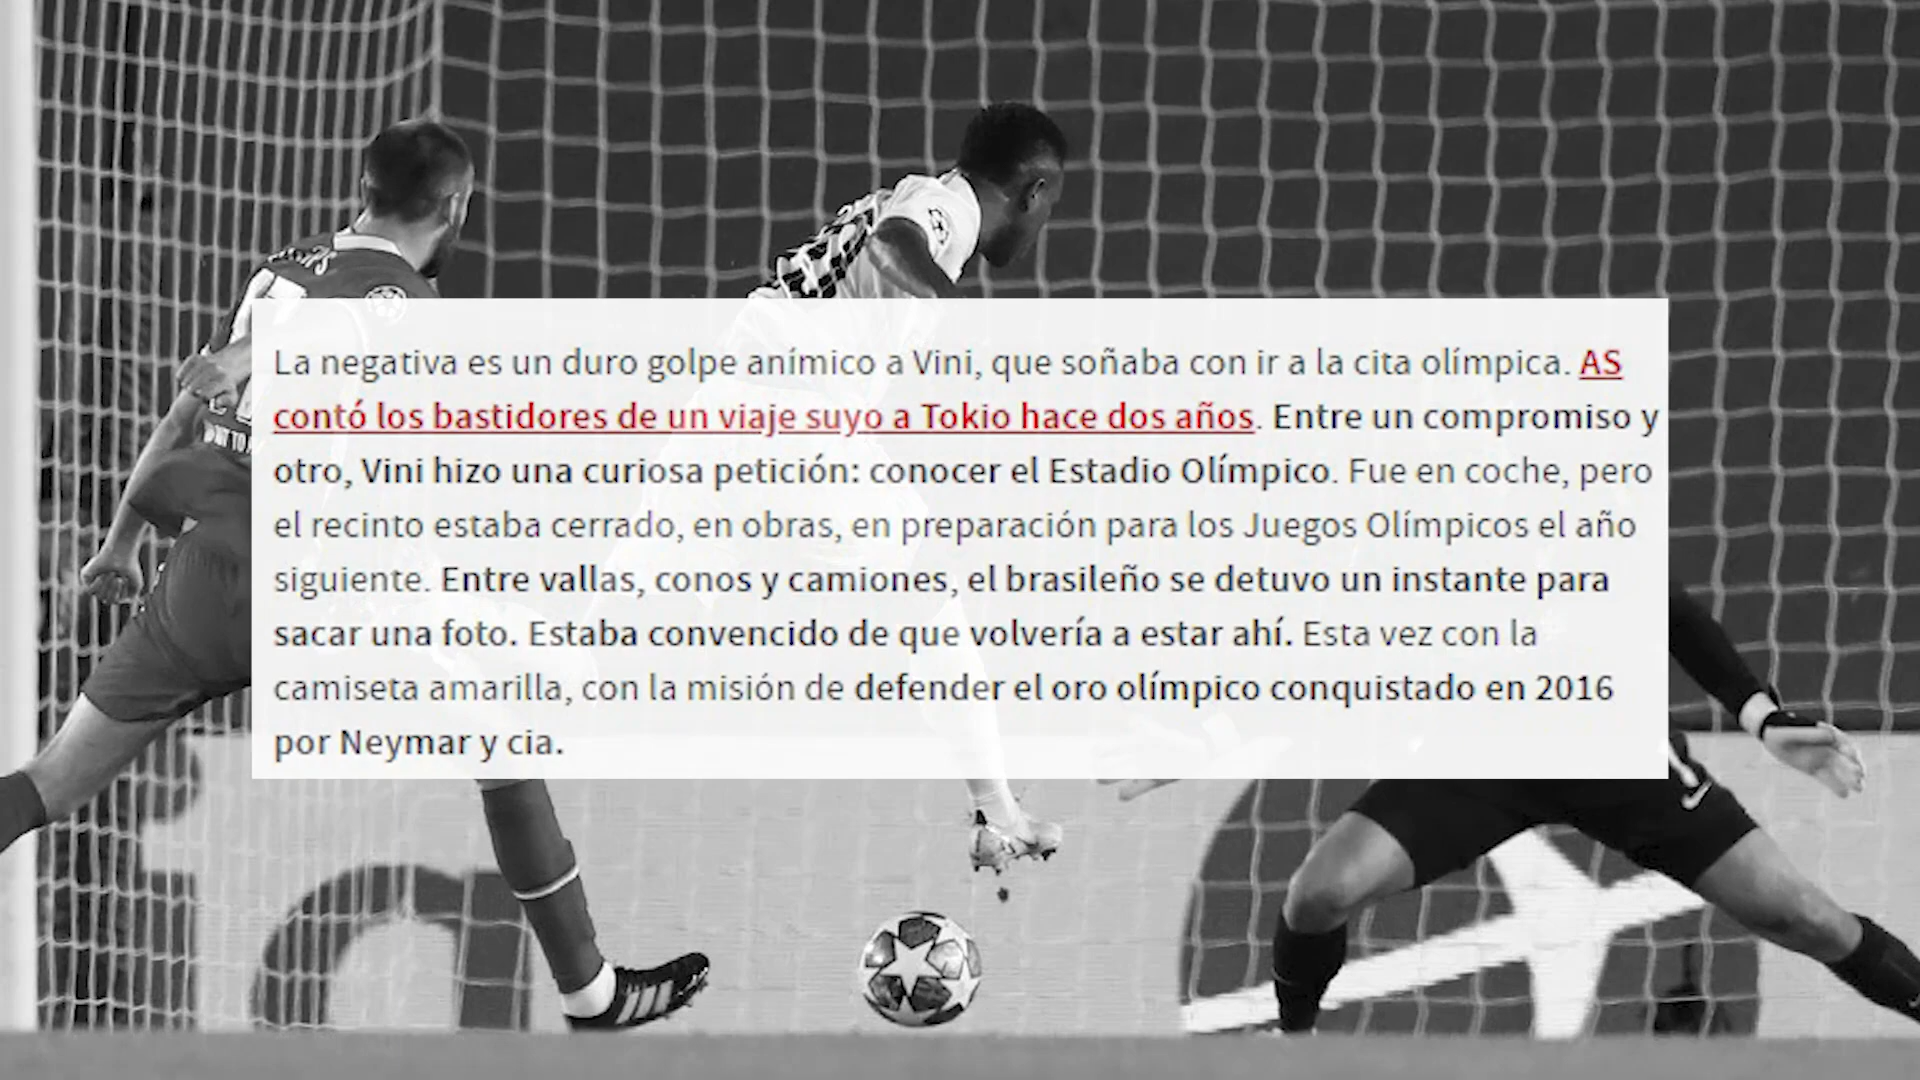 La negativa es un duro golpe anímico a Vini, que soñaba con ir a la cita olímpica. AS
contó los bastidores de un viaje suyo a Tokio hace dos años. Entre un compromiso y
otro, Vini hizo una curiosa petición: conocer el Estadio Olímpico. Fue en coche, pero
el recinto estaba cerrado, en obras, en preparación para los Juegos Olímpicos el año
siguiente. Entre vallas, conos y camiones, el brasileño se detuvo un instante para
sacar una foto. Estaba convencido de que volvería a estar ahí. Esta vez con la
camiseta amarilla, con la misión de defender el oro olímpico conquistado en 2016
por Neymar y cia.